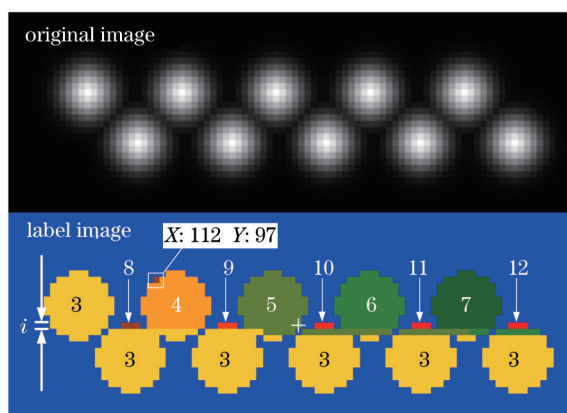 original image
label image
X: 112 Y: 97
8 9 10 11 12
3 4 5 6 7
i
3 3 3 3 3